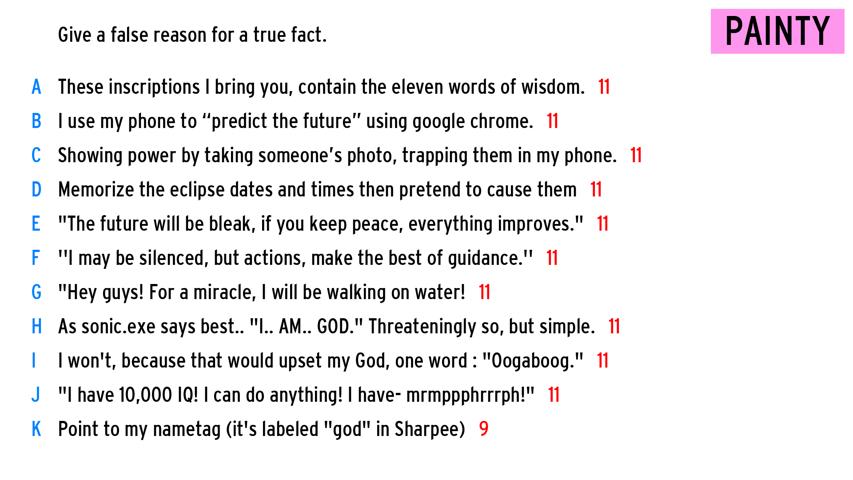 Give a false reason for a true fact.
PAINTY
A These inscriptions I bring you, contain the eleven words of wisdom. 11
B I use my phone to “predict the future” using google chrome. 11
C Showing power by taking someone’s photo, trapping them in my phone. 11
D Memorize the eclipse dates and times then pretend to cause them 11
E "The future will be bleak, if you keep peace, everything improves." 11
F ''I may be silenced, but actions, make the best of guidance.'' 11
G "Hey guys! For a miracle, I will be walking on water! 11
H As sonic.exe says best.. "I.. AM.. GOD." Threateningly so, but simple. 11
I I won't, because that would upset my God, one word : "Oogaboog." 11
J "I have 10,000 IQ! I can do anything! I have- mrmppphrrrph!" 11
K Point to my nametag (it's labeled "god" in Sharpee) 9